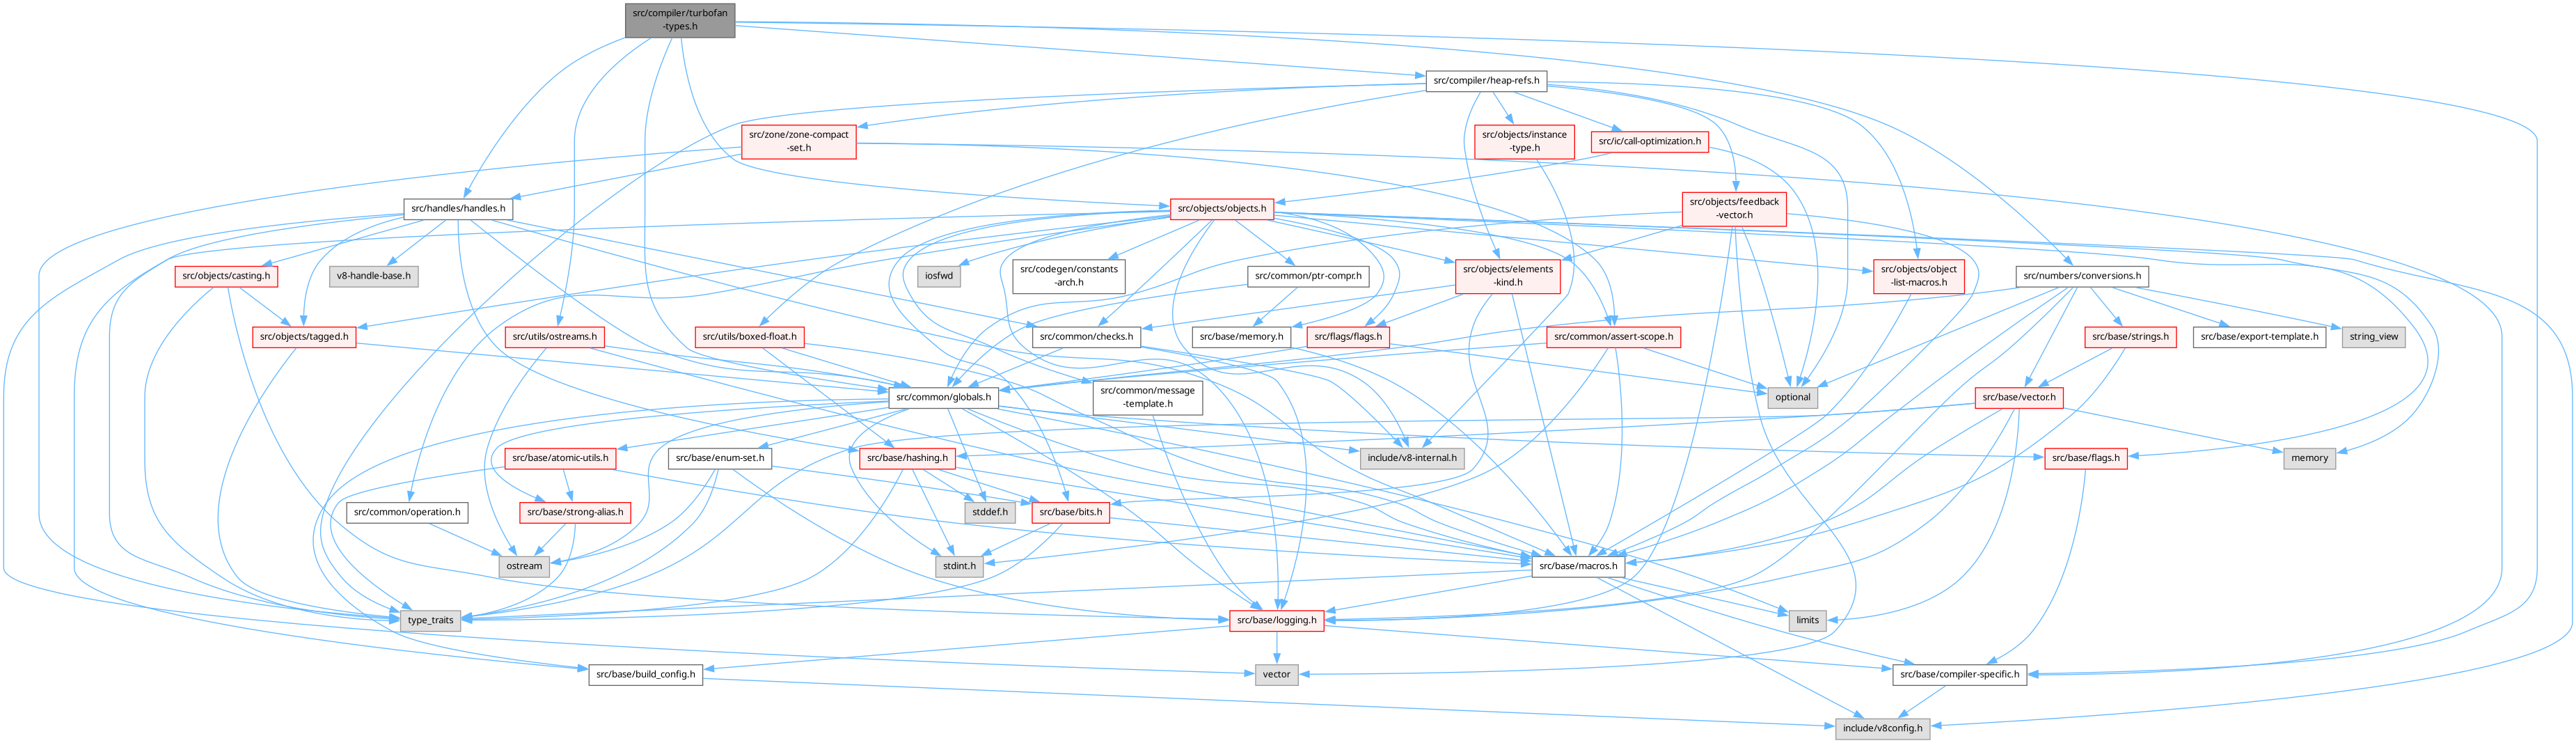 src/compiler/turbofan
-types.h
src/compiler/heap-refs.h
src/zone/zone-compact
-set.h
src/objects/instance
-type.h
src/ic/call-optimization.h
src/handles/handles.h
src/objects/objects.h
src/objects/feedback
-vector.h
src/objects/casting.h
v8-handle-base.h
iosfwd
src/codegen/constants
-arch.h
src/common/ptr-compr.h
src/objects/elements
-kind.h
src/objects/object
-list-macros.h
src/numbers/conversions.h
src/objects/tagged.h
src/utils/ostreams.h
src/utils/boxed-float.h
src/common/checks.h
src/base/memory.h
src/flags/flags.h
src/common/assert-scope.h
src/base/strings.h
src/base/export-template.h
string_view
src/common/globals.h
src/common/message
-template.h
optional
src/base/vector.h
src/base/atomic-utils.h
src/base/enum-set.h
src/base/hashing.h
include/v8-internal.h
src/base/flags.h
memory
src/common/operation.h
src/base/strong-alias.h
stddef.h
src/base/bits.h
ostream
stdint.h
src/base/macros.h
type_traits
src/base/logging.h
limits
src/base/build_config.h
vector
src/base/compiler-specific.h
include/v8config.h